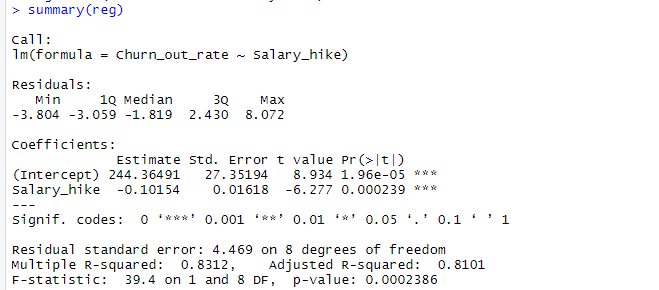 > summary(reg)
Call:
lm(formula = Churn_out_rate ~ Salary_hike)
Residuals:
   Min     1Q Median     3Q    Max
-3.804 -3.059 -1.819  2.430  8.072
Coefficients:
             Estimate Std. Error t value Pr(>|t|)
(Intercept) 244.36491   27.35194   8.934 1.96e-05 ***
Salary_hike  -0.10154    0.01618  -6.277 0.000239 ***
---
Signif. codes:  0 ‘***’ 0.001 ‘**’ 0.01 ‘*’ 0.05 ‘.’ 0.1 ‘ ’ 1
Residual standard error: 4.469 on 8 degrees of freedom
Multiple R-squared:  0.8312,	Adjusted R-squared:  0.8101
F-statistic:  39.4 on 1 and 8 DF,  p-value: 0.0002386